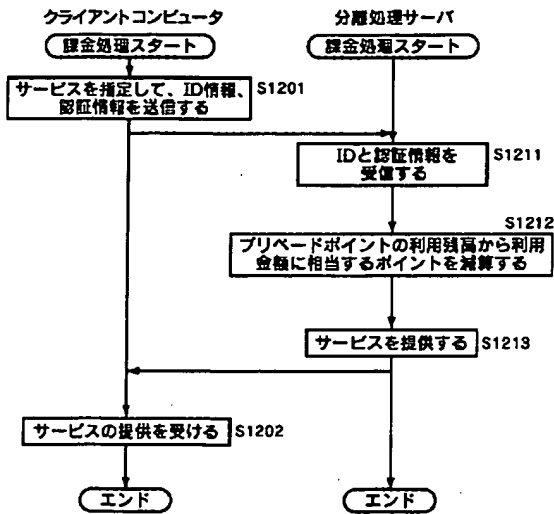 クライアントコンピュータ
分離処理サーバ
課金処理スタート
課金処理スタート
サービスを指定して、ID情報、
認証情報を送信する
S1201
IDと認証情報を
受信する
S1211
S1212
プリペードポイントの利用残高から利用
金額に相当するポイントを減算する
サービスを提供する
S1213
サービスの提供を受ける
S1202
エンド
エンド